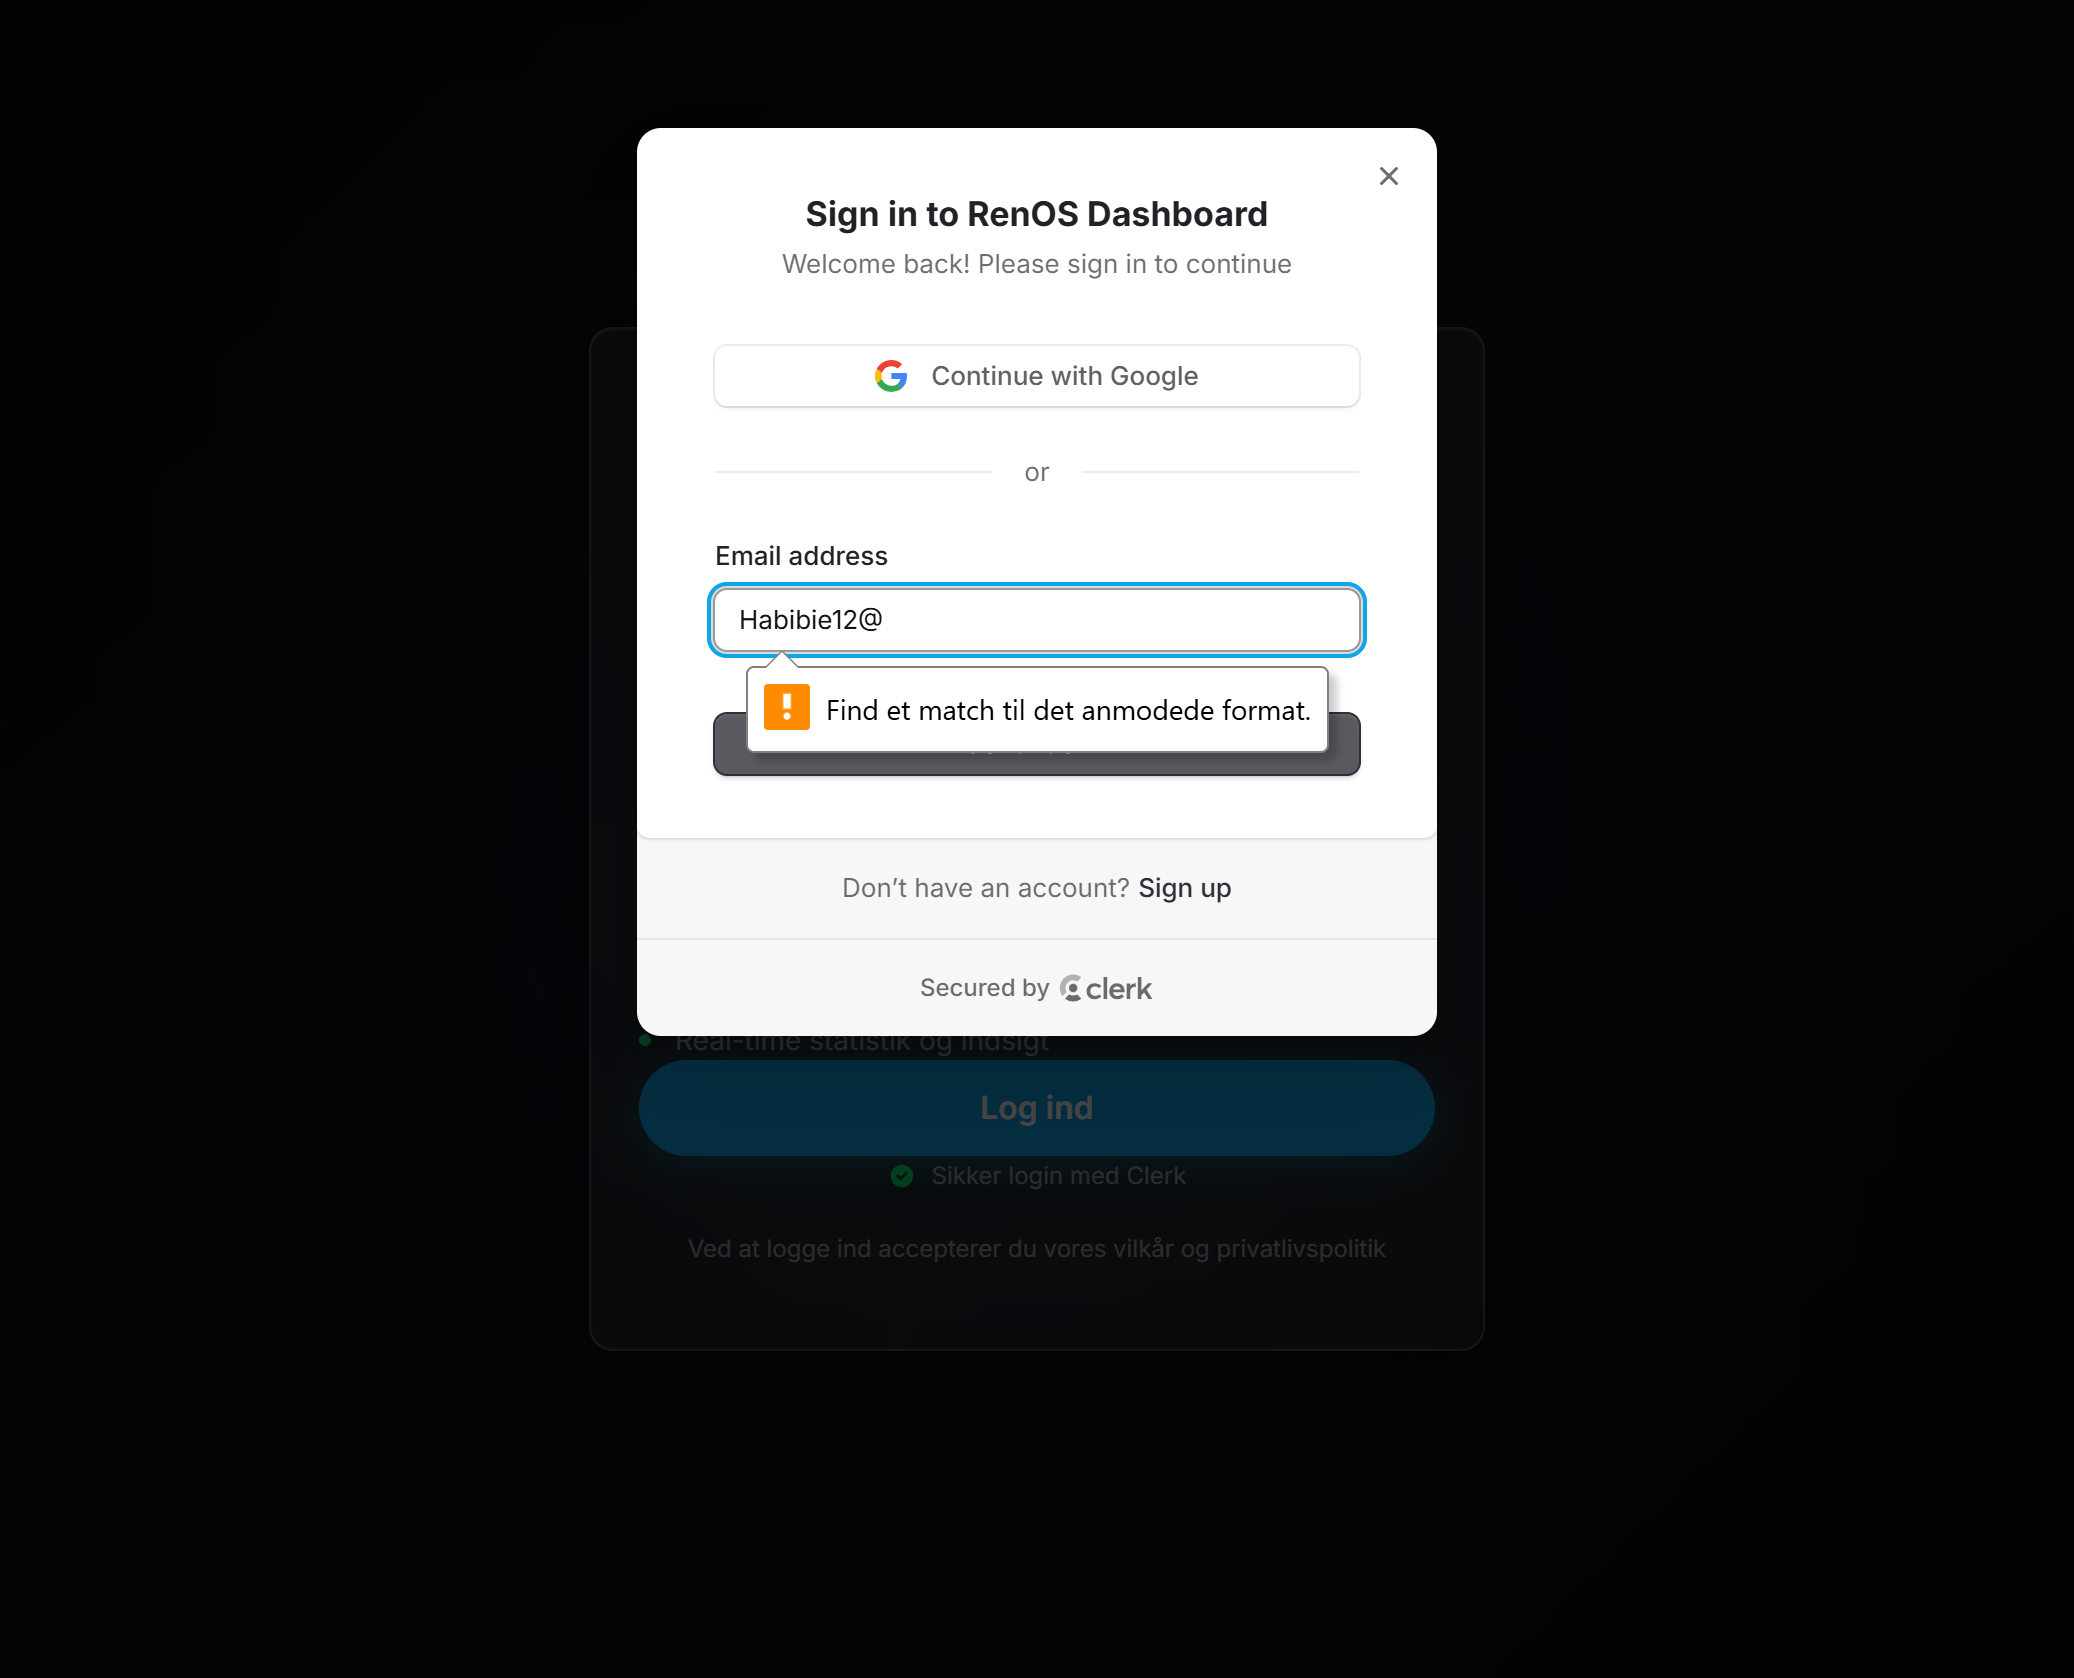 Sign in to RenOS Dashboard
Welcome back! Please sign in to continue
Continue with Google
or
Email address
Habibie12@
Find et match til det anmodede format.
Don’t have an account? Sign up
Secured by clerk
Real-time statistik og indsigt
Log ind
Sikker login med Clerk
Ved at logge ind accepterer du vores vilkår og privatlivspolitik